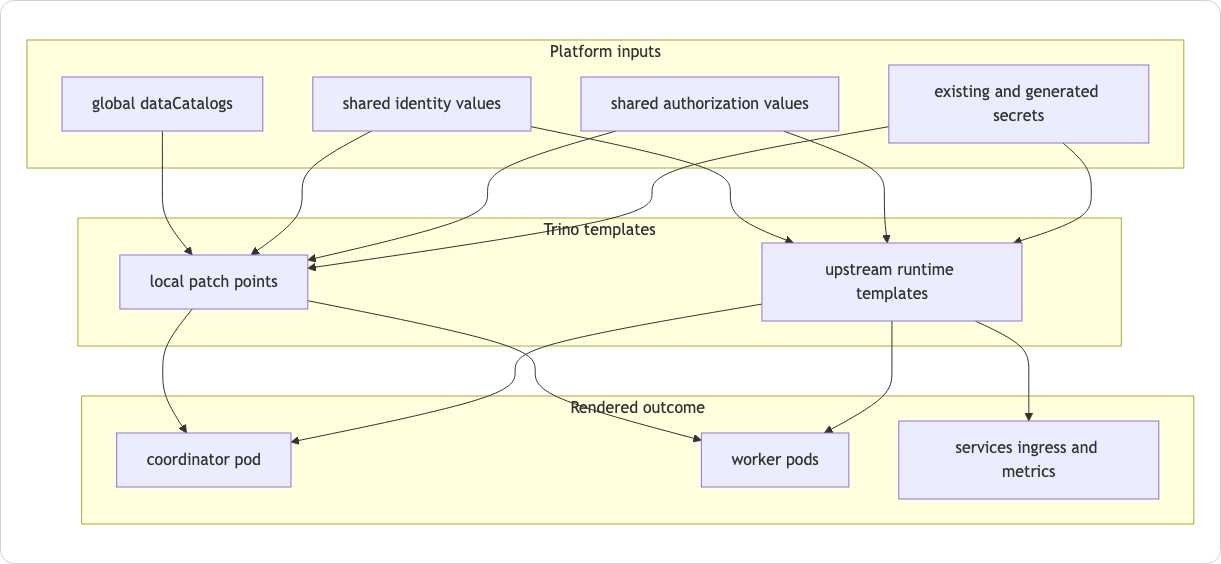 Platform inputs
global dataCatalogs
shared identity values
shared authorization values
existing and generated
secrets
Trino templates
local patch points
upstream runtime
templates
Rendered outcome
coordinator pod
worker pods
services ingress and
metrics